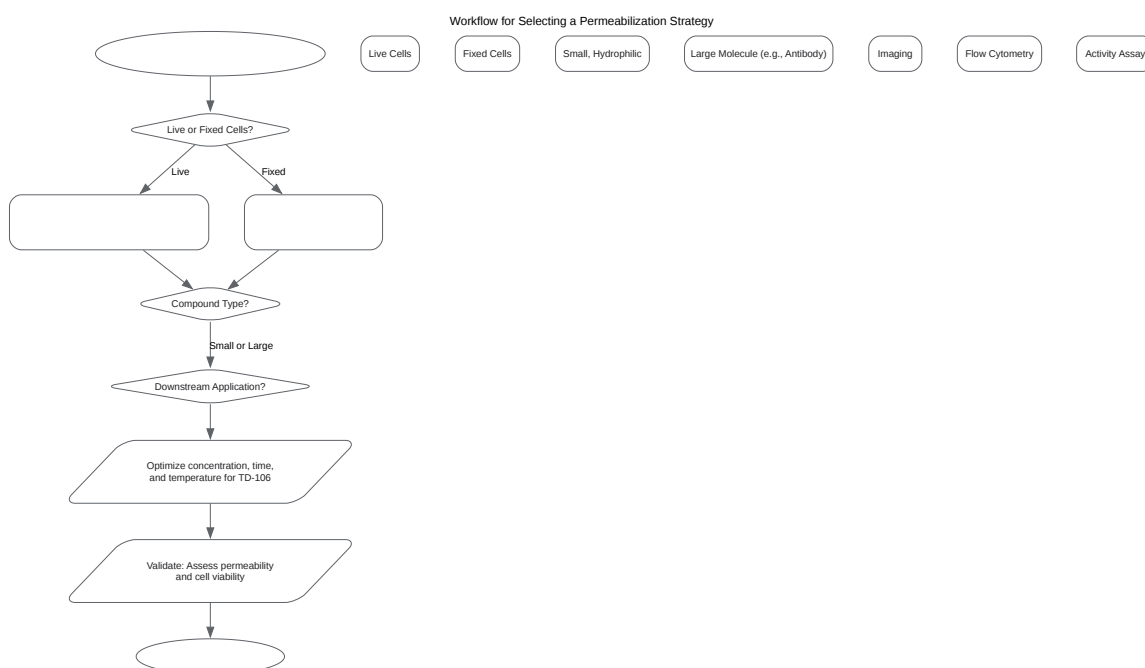 Workflow for Selecting a Permeabilization Strategy
Live Cells
Fixed Cells
Small, Hydrophilic
Large Molecule (e.g., Antibody)
Imaging
Flow Cytometry
Activity Assay
Live or Fixed Cells?
Live
Fixed
Compound Type?
Small or Large
Downstream Application?
Optimize concentration, time,
and temperature for TD-106
Validate: Assess permeability
and cell viability